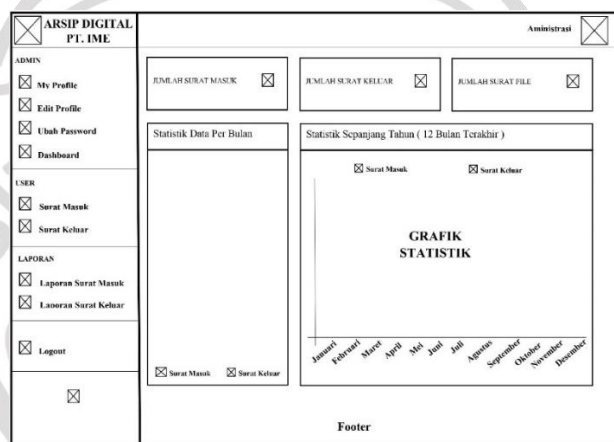 ARSIP DIGITAL
PT. IME
Aministrasi
ADMIN
My Profile
Edit Profile
Ubah Password
Dashboard
USER
Surat Masuk
Surat Keluar
LAPORAN
Laporan Surat Masuk
Laooran Surat Keluar
Logout
JUMLAH SURAT MASUK
JUMLAH SURAT KELUAR
JUMLAH SURAT FILE
Statistik Data Per Bulan
Surat Masuk Surat Keluar
Statistik Sepanjang Tahun ( 12 Bulan Terakhir )
Surat Masuk Surat Keluar
GRAFIK
STATISTIK
Januari Februari Maret April Mei Juni Juli Agustus September Oktober November Desember
Footer